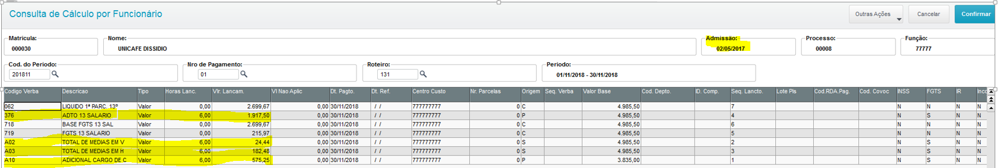 Consulta de Cálculo por Funcionário
Outras Ações Cancelar Confirmar
Matricula: Nome: Admissão: Processo: Função:
000030 UNICAFE DISSIDIO 02/05/2017 00008 77777
Cod. do Periodo: Nro de Pagamento: Roteiro: Periodo:
201811 01 131 01/11/2018 - 30/11/2018
Codigo Verba Descricao Tipo Horas Lanc. Vlr. Lancam. Vl Nao Aplic Dt. Pagto. Dt. Ref. Centro Custo Nr. Parcelas Origem Seq. Verba Valor Base Cod. Depto. ID. Comp. Seq. Lancto. Lote Pls Cod.RDA.Pag. Cod. Covoc INSS FGTS IR Inco
062 LIQUIDO 1ª PARC. 13º Valor 0,00 2.699,67 0,00 30/11/2018 / / 777777777 0 C 4.985,50 7 N N N N
376 ADTO 13 SALARIO Valor 6,00 1.917,50 0,00 30/11/2018 / / 777777777 0 P 4.985,50 4 N S N N
718 BASE FGTS 13 SAL Valor 0,00 2.699,67 0,00 30/11/2018 / / 777777777 0 C 4.985,50 6 N N N N
719 FGTS 13 SALARIO Valor 0,00 215,97 0,00 30/11/2018 / / 777777777 0 C 4.985,50 5 N N N N
A02 TOTAL DE MEDIAS EM V Valor 6,00 24,44 0,00 30/11/2018 / / 777777777 0 S 4.985,50 2 N S N N
A03 TOTAL DE MEDIAS EM H Valor 6,00 182,48 0,00 30/11/2018 / / 777777777 0 S 4.985,50 3 N S N N
A10 ADICIONAL CARGO DE C Valor 6,00 575,25 0,00 30/11/2018 / / 777777777 0 P 3.835,00 1 N S N N